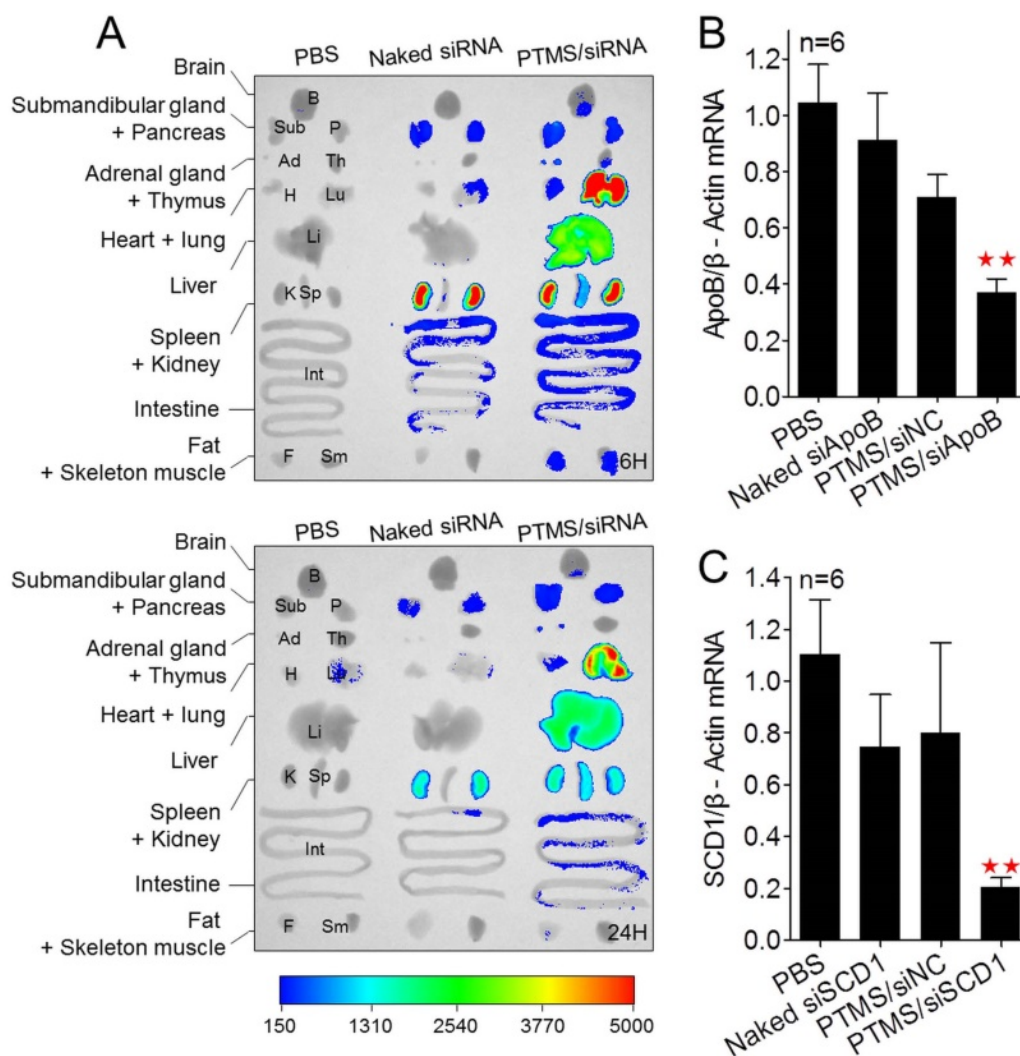 A
PBS
Naked siRNA
PTMS/siRNA
Brain
Submandibular gland
+ Pancreas
Adrenal gland
+ Thymus
Heart + lung
Liver
Spleen
+ Kidney
Intestine
Fat
+ Skeleton muscle
B
Sub P
Ad Th
H Lu
Li
K Sp
Int
F Sm
6H
PBS
Naked siRNA
PTMS/siRNA
Brain
Submandibular gland
+ Pancreas
Adrenal gland
+ Thymus
Heart + lung
Liver
Spleen
+ Kidney
Intestine
Fat
+ Skeleton muscle
B
Sub P
Ad Th
H Lu
Li
K Sp
Int
F Sm
24H
150 1310 2540 3770 5000
B
n=6
ApoB/β - Actin mRNA
1.2
1.0
0.8
0.6
0.4
0.2
0.0
PBS
Naked siApoB
PTMS/siNC
PTMS/siApoB
★★
C
n=6
SCD1/β - Actin mRNA
1.4
1.2
1.0
0.8
0.6
0.4
0.2
0.0
PBS
Naked siSCD1
PTMS/siNC
PTMS/siSCD1
★★